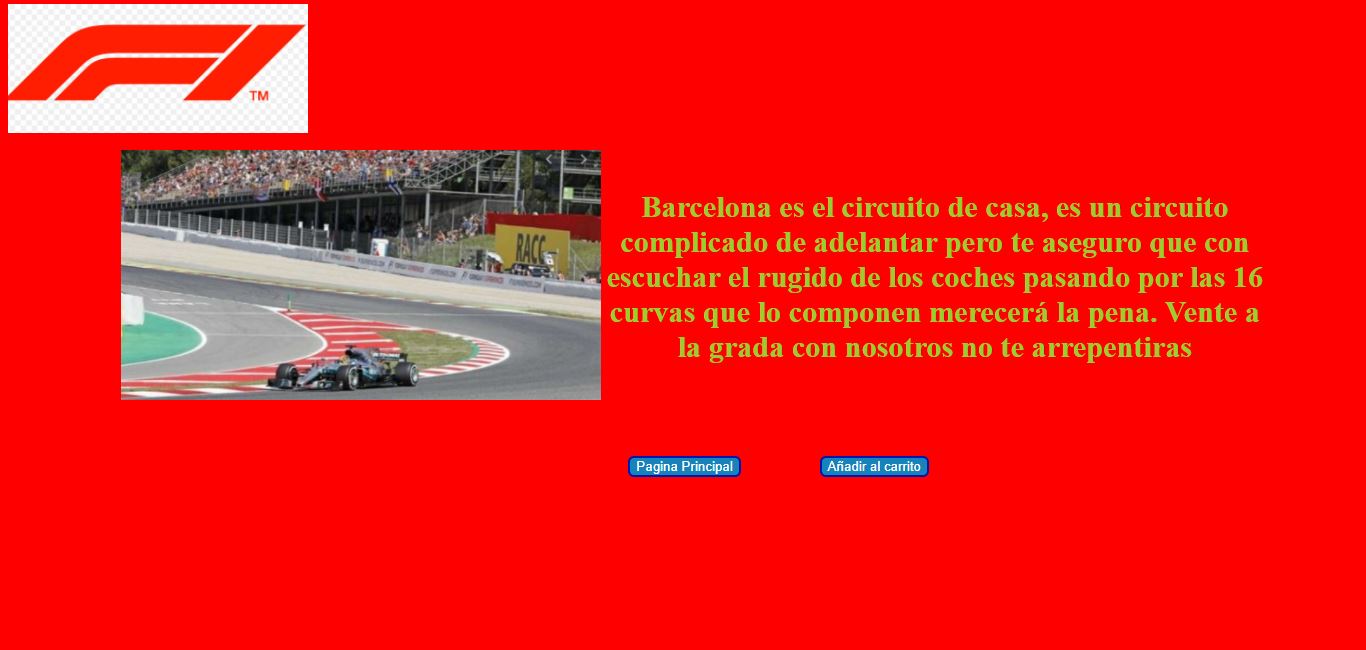 F1
TM
RACC
Barcelona es el circuito de casa, es un circuito
complicado de adelantar pero te aseguro que con
escuchar el rugido de los coches pasando por las 16
curvas que lo componen merecerá la pena. Vente a
la grada con nosotros no te arrepentiras
Pagina Principal
Añadir al carrito